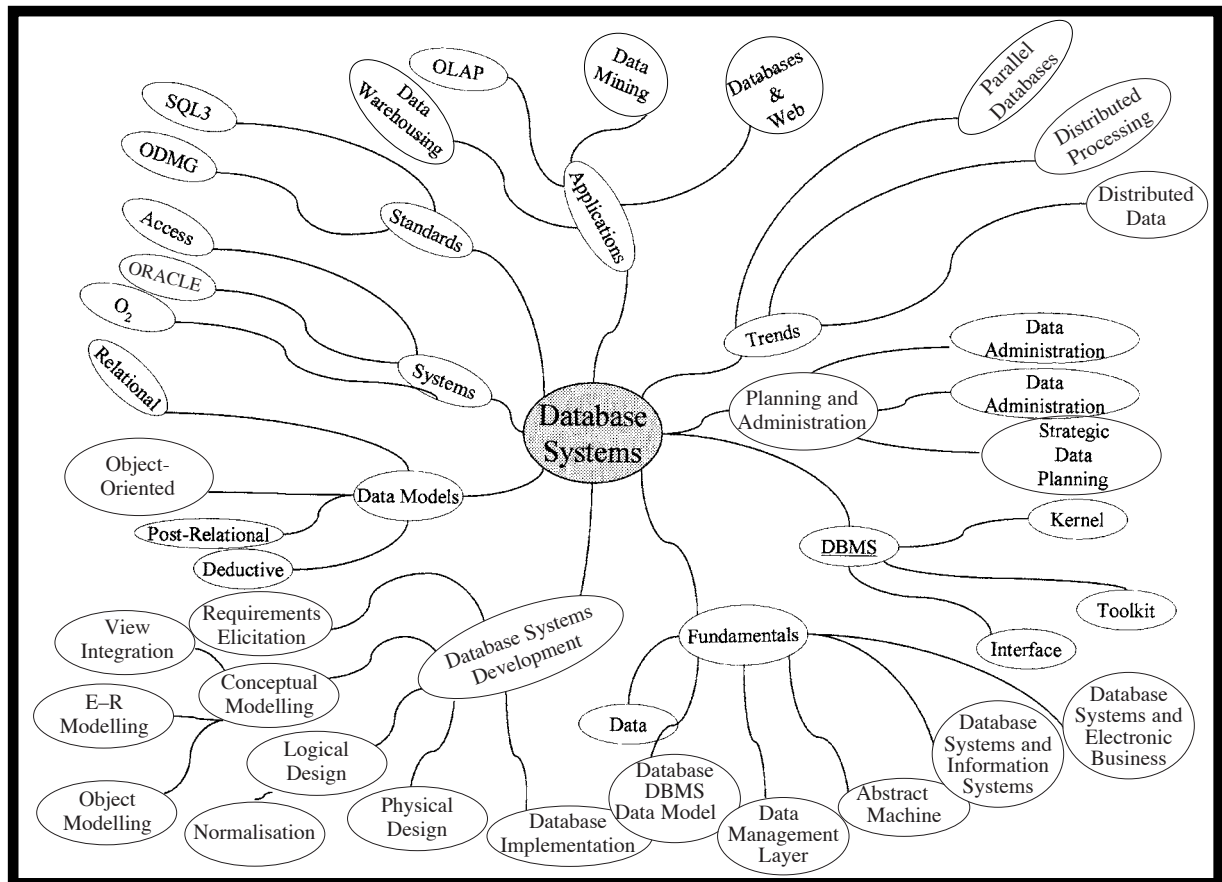 OLAP
Data
Mining
Databases
&
Web
Parallel
Databases
Data
Warehousing
SQL3
Distributed
Processing
ODMG
Applications
Distributed
Data
Access
Standards
ORACLE
O2
Trends
Data
Administration
Relational
Systems
Database
Systems
Planning and
Administration
Data
Administration
Strategic
Data
Planning
Object-
Oriented
Data Models
Post-Relational
Deductive
DBMS
Kernel
Toolkit
Interface
Requirements
Elicitation
View
Integration
Database Systems
Development
Fundamentals
Conceptual
Modelling
E–R
Modelling
Data
Database
Systems and
Electronic
Business
Database
Systems and
Information
Systems
Logical
Design
Object
Modelling
Normalisation
Physical
Design
Database
Implementation
Database
DBMS
Data Model
Data
Management
Layer
Abstract
Machine